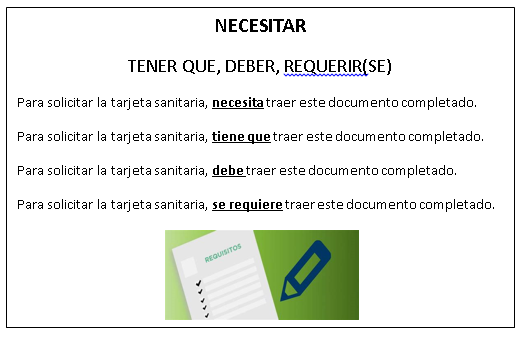 NECESITAR
TENER QUE, DEBER, REQUERIR(SE)
Para solicitar la tarjeta sanitaria, necesita traer este documento completado.
Para solicitar la tarjeta sanitaria, tiene que traer este documento completado.
Para solicitar la tarjeta sanitaria, debe traer este documento completado.
Para solicitar la tarjeta sanitaria, se requiere traer este documento completado.
REQUISITOS